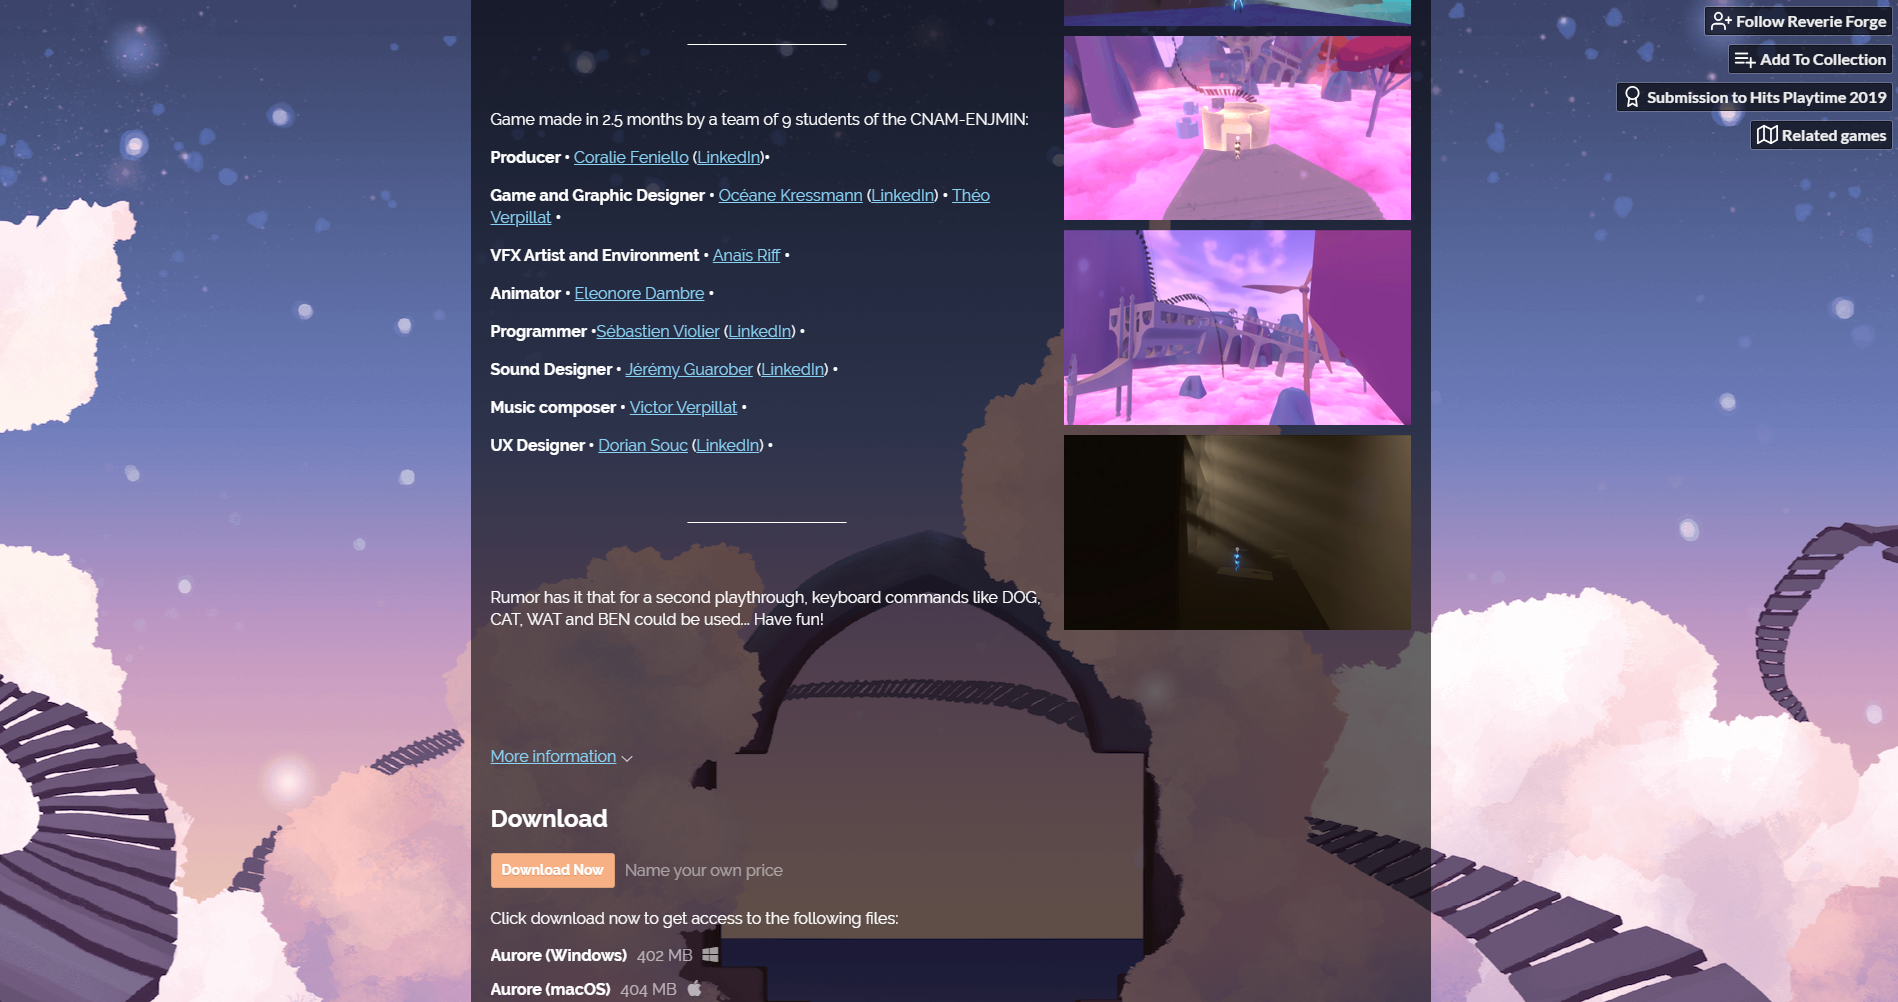 Follow Reverie Forge
Add To Collection
Submission to Hits Playtime 2019
Related games
Game made in 2.5 months by a team of 9 students of the CNAM-ENJMIN:
Producer • Coralie Feniello (LinkedIn)•
Game and Graphic Designer • Océane Kressmann (LinkedIn) • Théo
Verpillat •
VFX Artist and Environment • Anaïs Riff •
Animator • Eleonore Dambre •
Programmer •Sébastien Violier (LinkedIn) •
Sound Designer • Jérémy Guarober (LinkedIn) •
Music composer • Victor Verpillat •
UX Designer • Dorian Souc (LinkedIn) •
Rumor has it that for a second playthrough, keyboard commands like DOG,
CAT, WAT and BEN could be used... Have fun!
More information
Download
Download Now Name your own price
Click download now to get access to the following files:
Aurore (Windows) 402 MB
Aurore (macOS) 404 MB